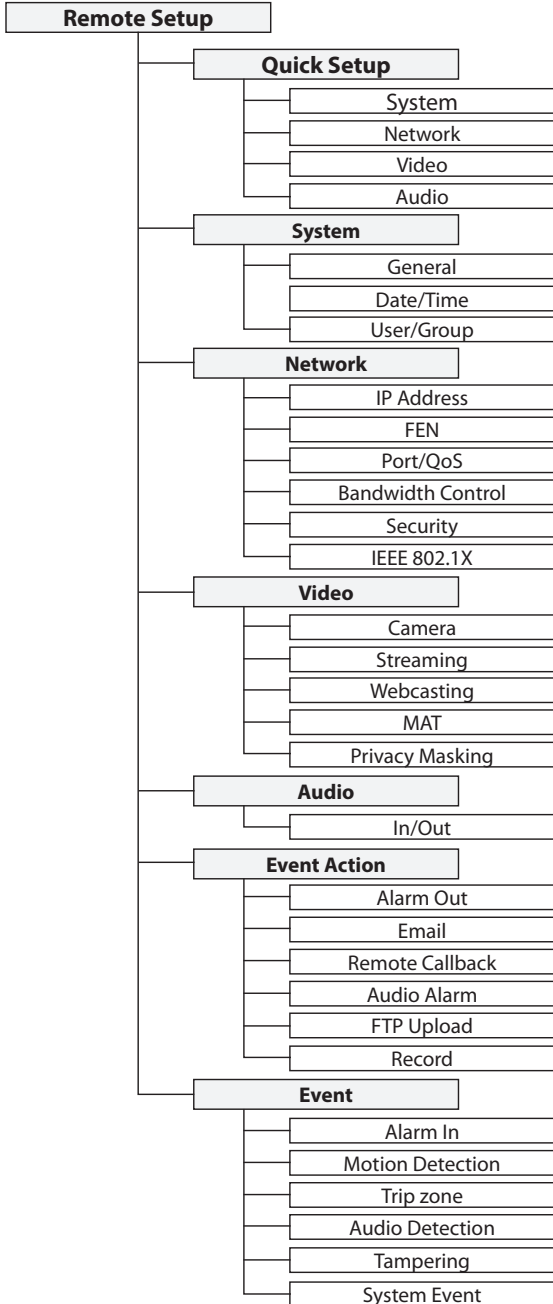 Remote Setup
Quick Setup
System
Network
Video
Audio
System
General
Date/Time
User/Group
Network
IP Address
FEN
Port/QoS
Bandwidth Control
Security
IEEE 802.1X
Video
Camera
Streaming
Webcasting
MAT
Privacy Masking
Audio
In/Out
Event Action
Alarm Out
Email
Remote Callback
Audio Alarm
FTP Upload
Record
Event
Alarm In
Motion Detection
Trip zone
Audio Detection
Tampering
System Event